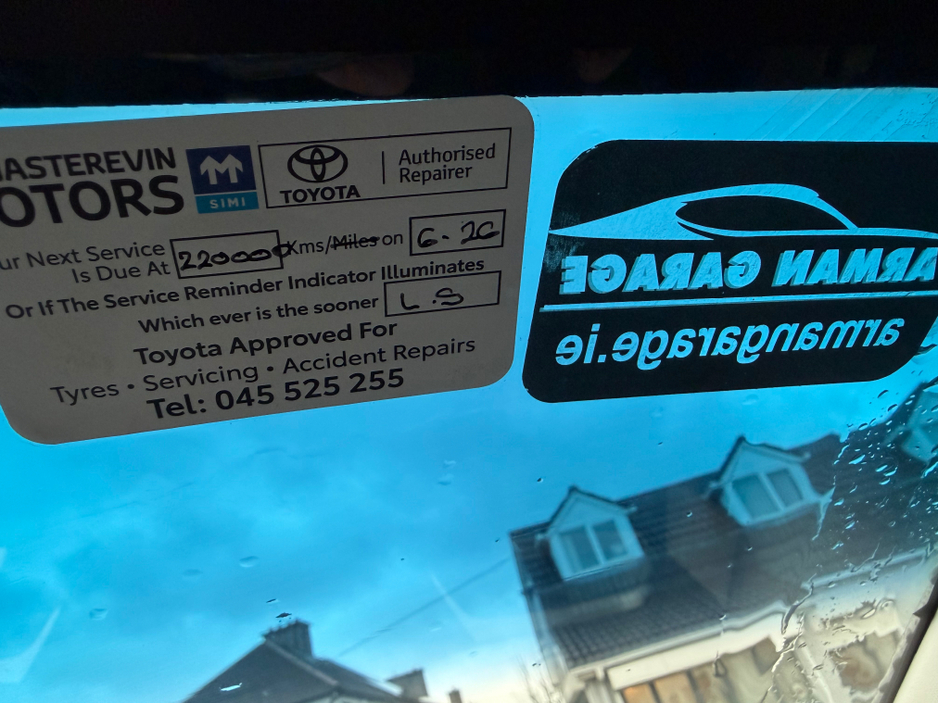 ASTEREVIN
OTORS
SIMI
TOYOTA
Authorised
Repairer
ur Next Service
Is Due At 220000 Kms/Miles on 6-26
Or If The Service Reminder Indicator Illuminates
Which ever is the sooner L.S
Toyota Approved For
Tyres • Servicing • Accident Repairs
Tel: 045 525 255
ARMAN GARAGE
armangarage.ie